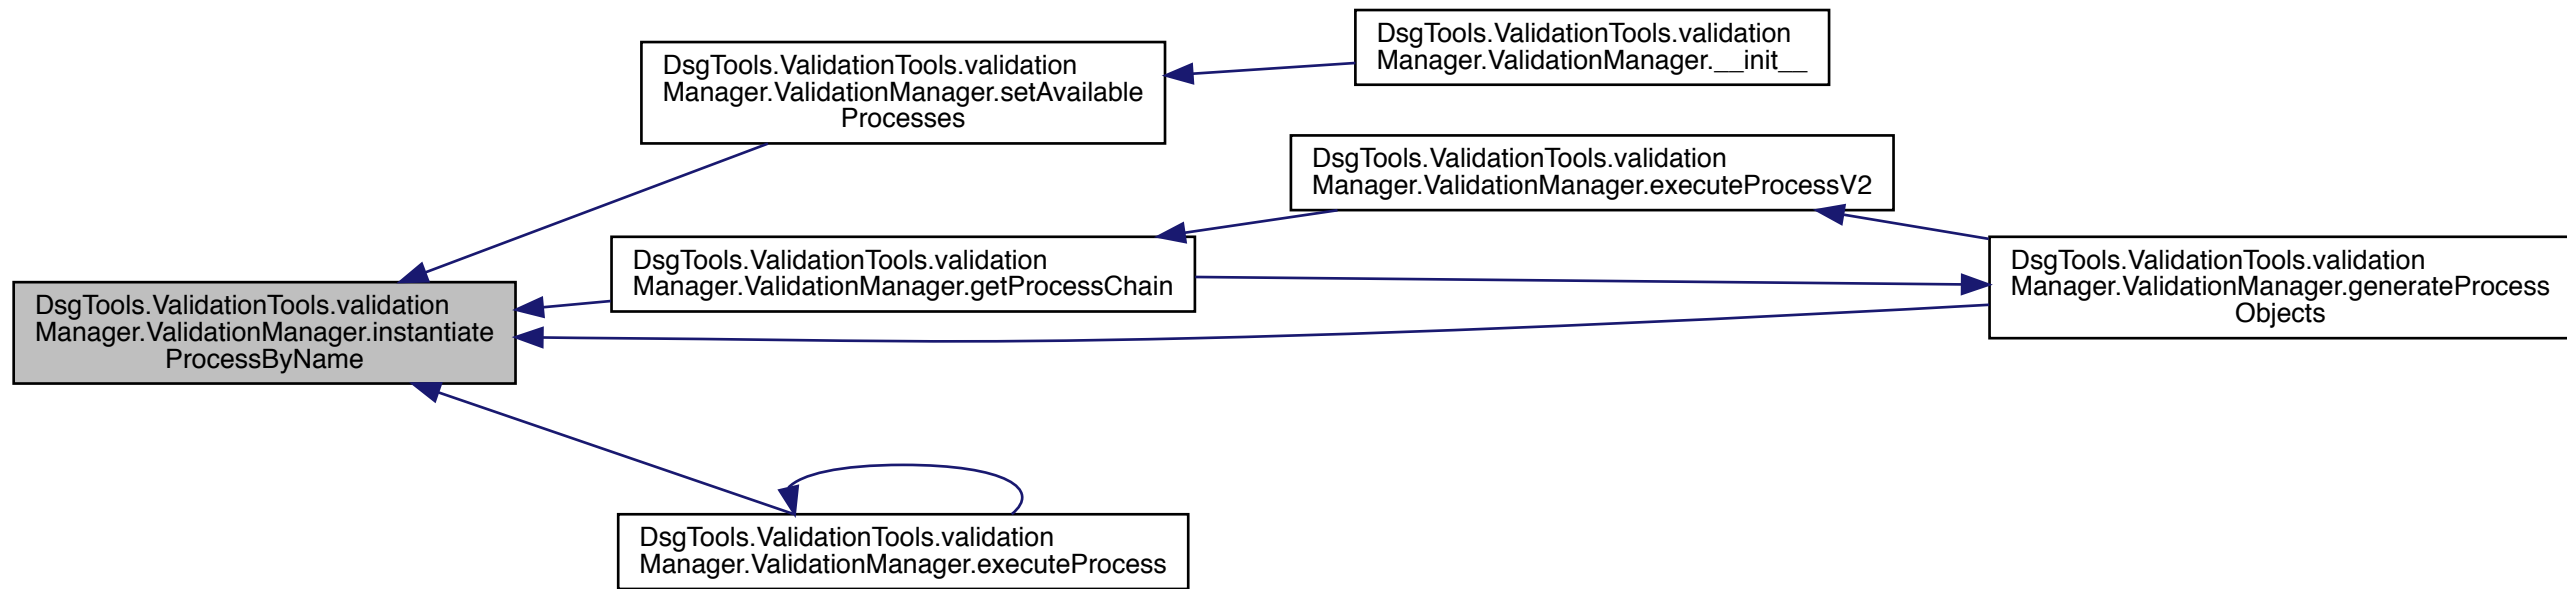 DsgTools.ValidationTools.validation
Manager.ValidationManager.__init__
DsgTools.ValidationTools.validation
Manager.ValidationManager.setAvailable
Processes
DsgTools.ValidationTools.validation
Manager.ValidationManager.executeProcessV2
DsgTools.ValidationTools.validation
Manager.ValidationManager.getProcessChain
DsgTools.ValidationTools.validation
Manager.ValidationManager.generateProcess
Objects
DsgTools.ValidationTools.validation
Manager.ValidationManager.instantiate
ProcessByName
DsgTools.ValidationTools.validation
Manager.ValidationManager.executeProcess